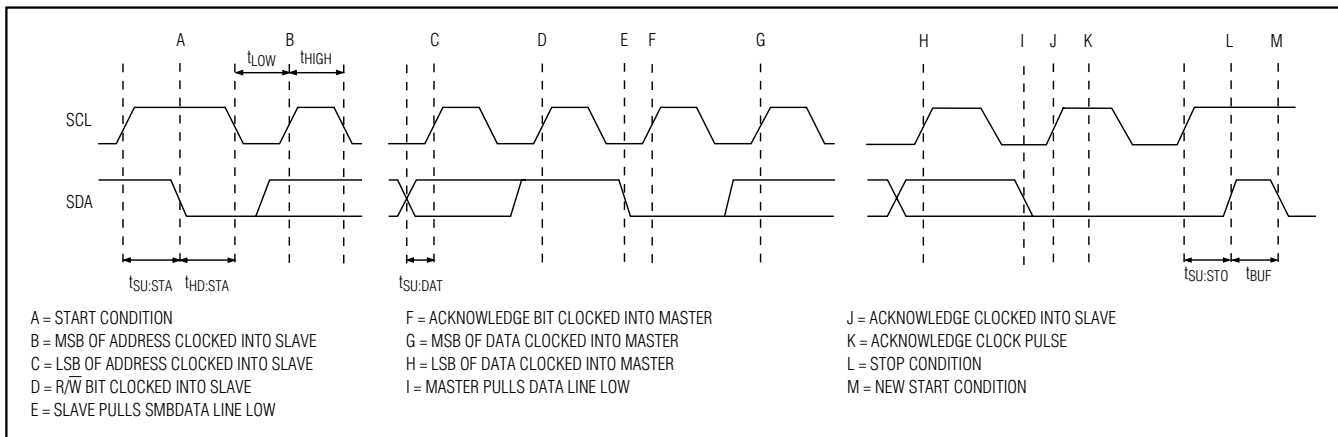 A B C D E F G H I J K L M
tLOW tHIGH
SCL
SDA
tSU:STA tHD:STA tSU:DAT tSU:STO tBUF
A = START CONDITION
B = MSB OF ADDRESS CLOCKED INTO SLAVE
C = LSB OF ADDRESS CLOCKED INTO SLAVE
D = R/W̅ BIT CLOCKED INTO SLAVE
E = SLAVE PULLS SMBDATA LINE LOW
F = ACKNOWLEDGE BIT CLOCKED INTO MASTER
G = MSB OF DATA CLOCKED INTO MASTER
H = LSB OF DATA CLOCKED INTO MASTER
I = MASTER PULLS DATA LINE LOW
J = ACKNOWLEDGE CLOCKED INTO SLAVE
K = ACKNOWLEDGE CLOCK PULSE
L = STOP CONDITION
M = NEW START CONDITION